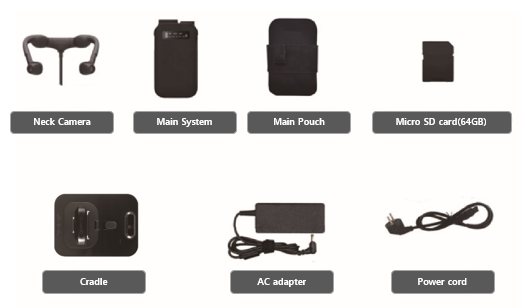 Neck Camera
Main System
Main Pouch
Micro SD card(64GB)
Cradle
AC adapter
Power cord